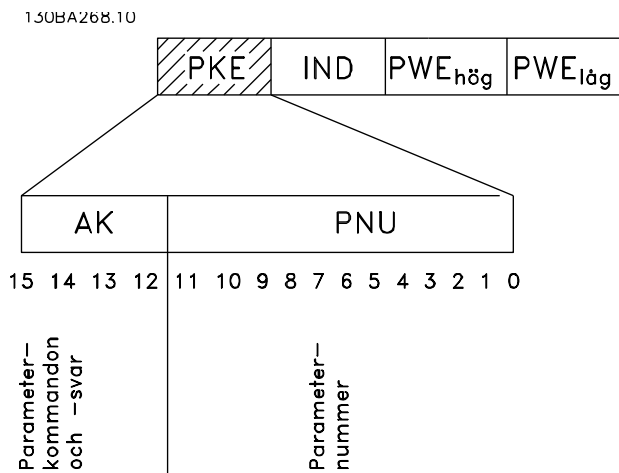 130BA268.10
PKE IND PWEhög PWElåg
AK PNU
15 14 13 12 11 10 9 8 7 6 5 4 3 2 1 0
Parameter–
kommandon
och –svar
Parameter–
nummer